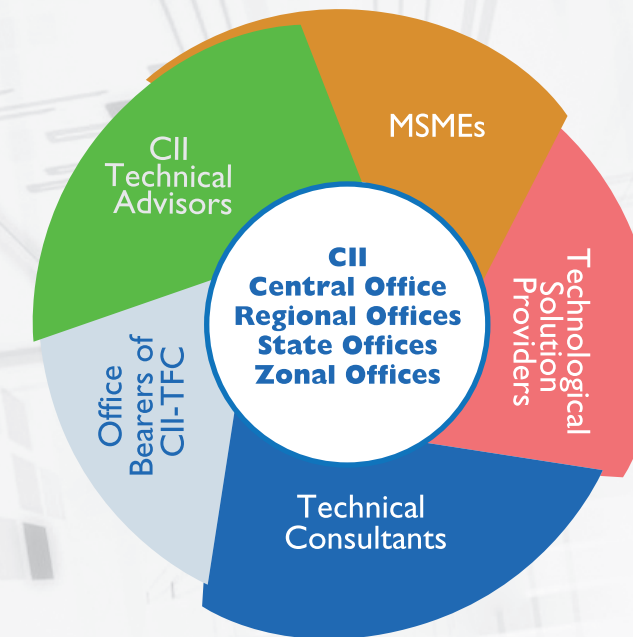 MSMEs
CII
Technical
Advisors
CII
Central Office
Regional Offices
State Offices
Zonal Offices
Technological
Solution
Providers
Office
Bearers of
CII-TFC
Technical
Consultants